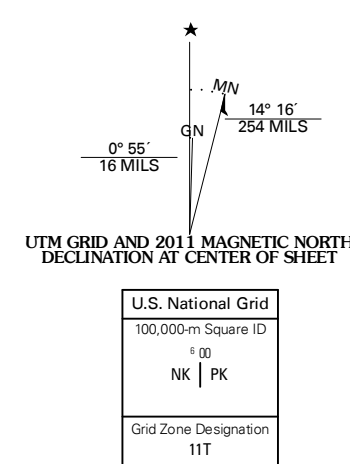 ★
MN
GN
14° 16´
254 MILS
0° 55´
16 MILS
UTM GRID AND 2011 MAGNETIC NORTH
DECLINATION AT CENTER OF SHEET
U.S. National Grid
100,000-m Square ID
6 00
NK | PK
Grid Zone Designation
11T